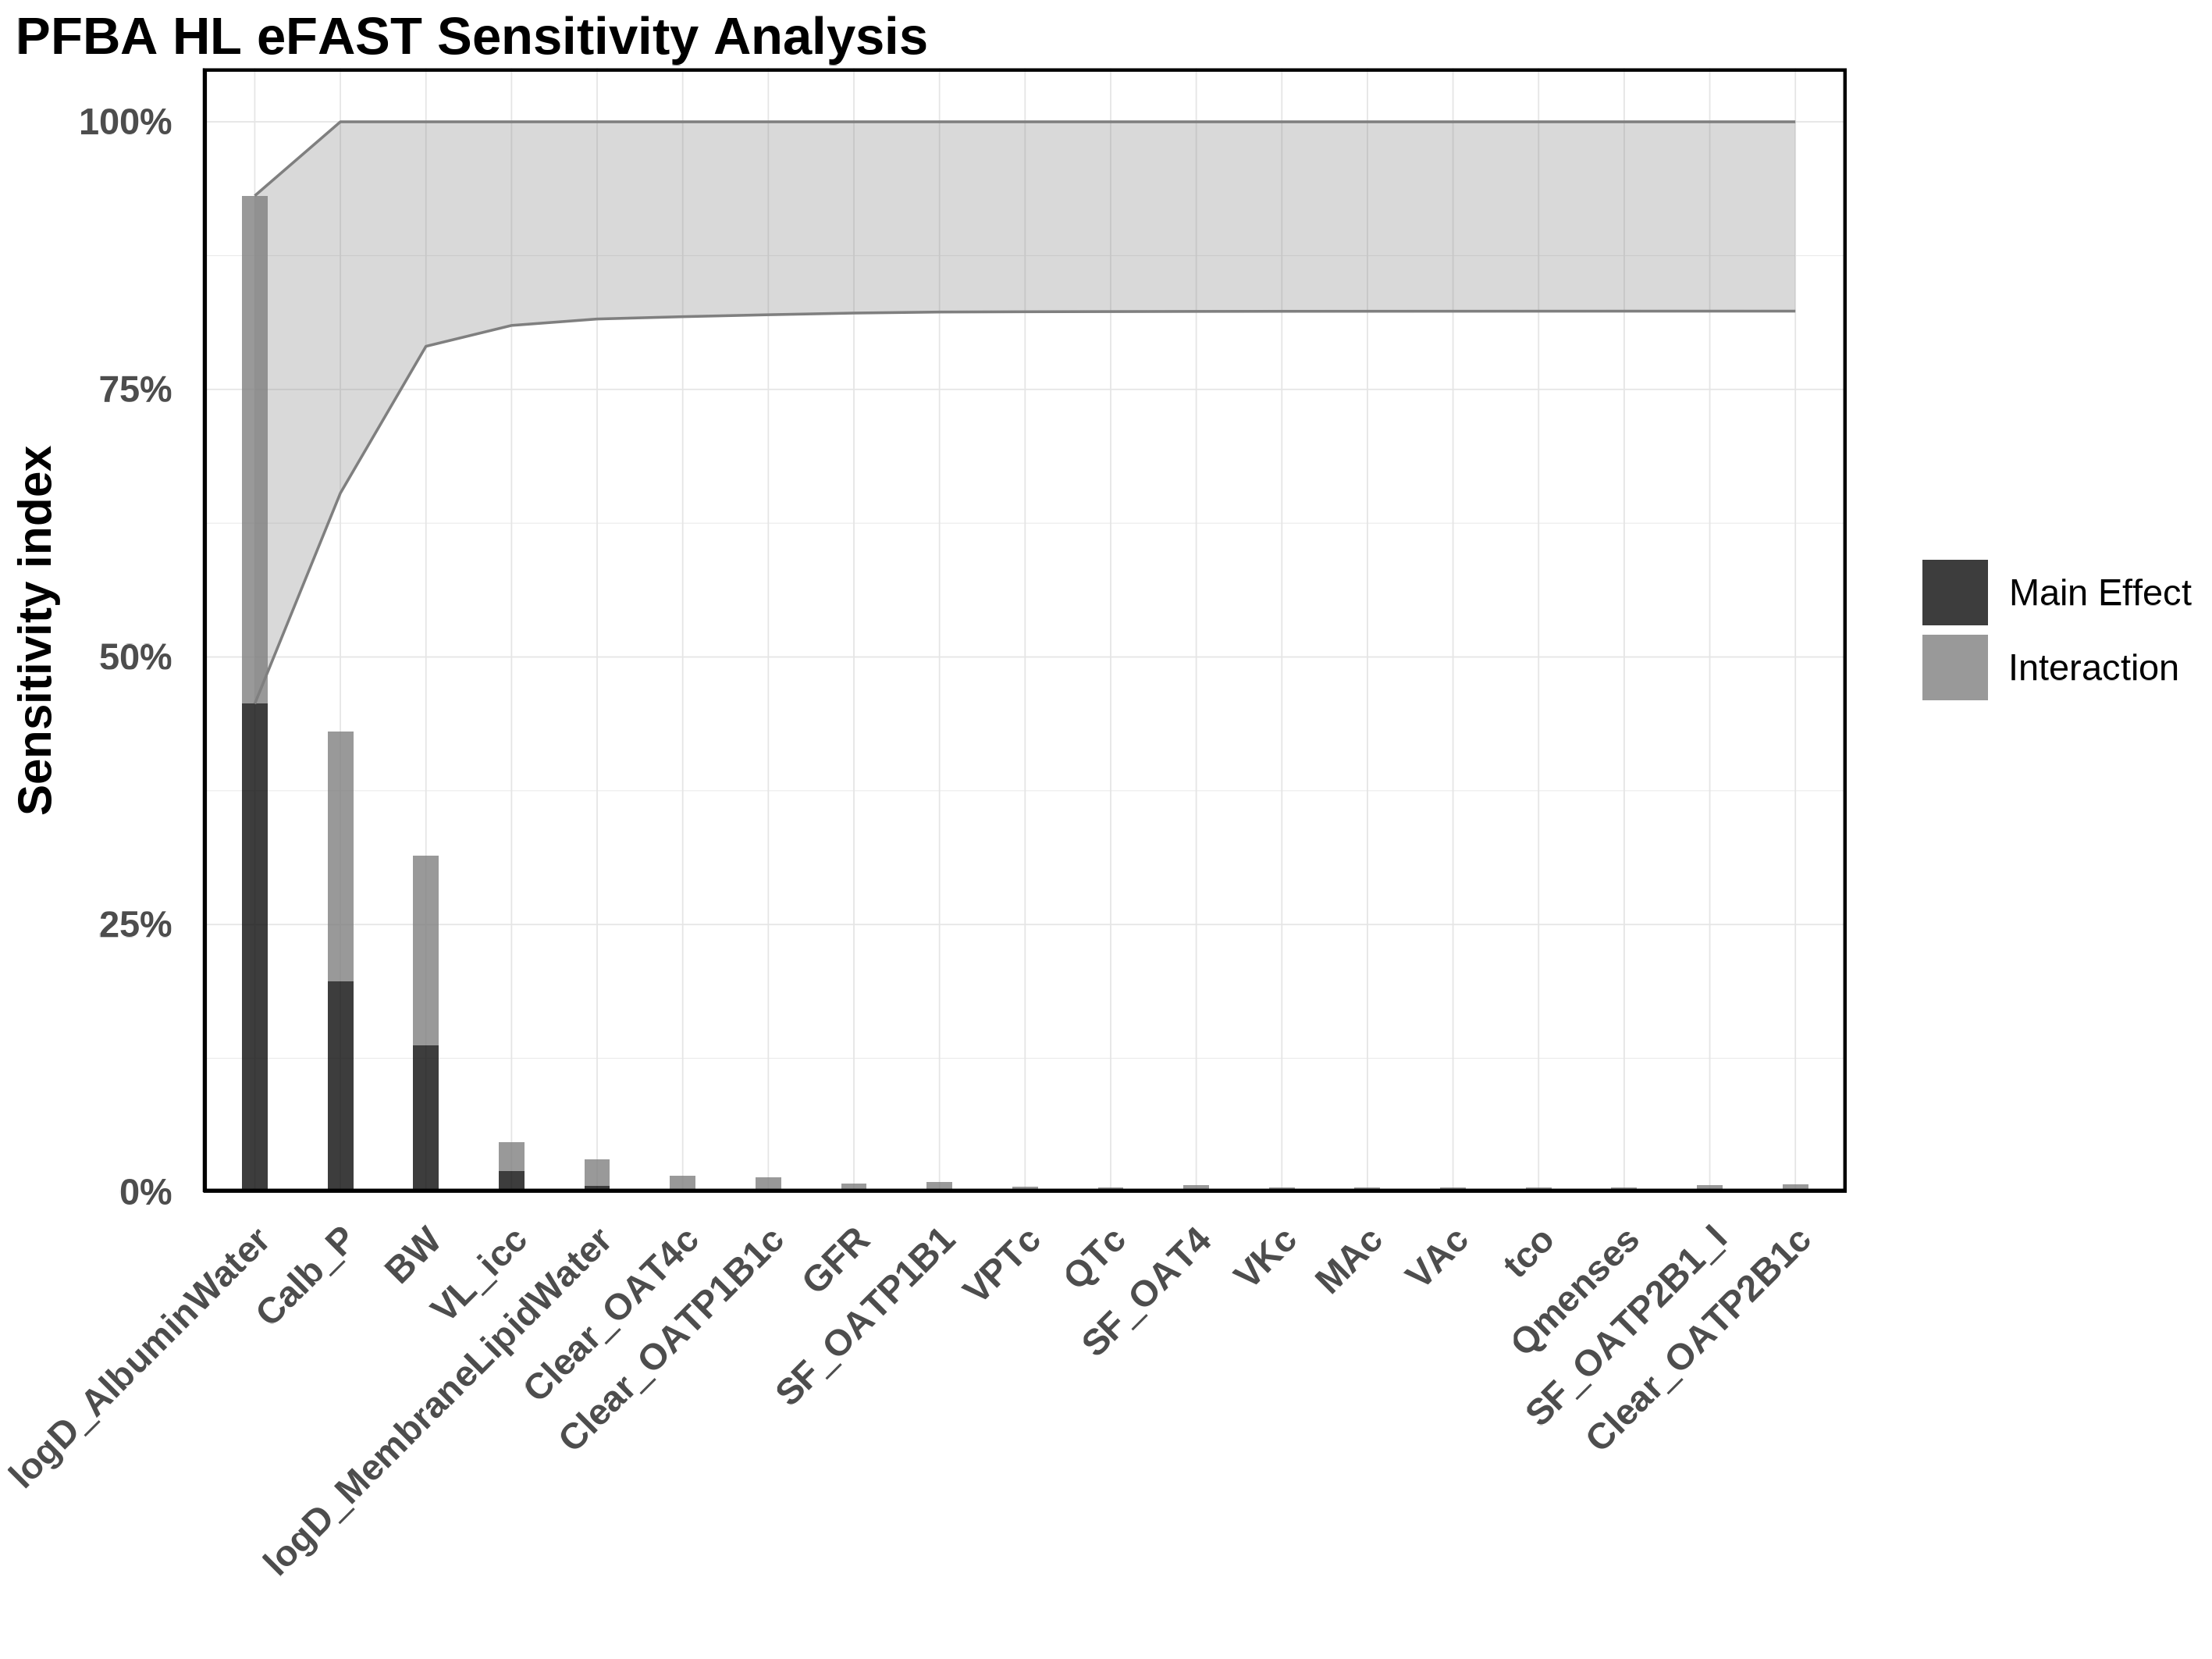 PFBA HL eFAST Sensitivity Analysis
Sensitivity index
100%
75%
50%
25%
0%
logD_AlbuminWater
Calb_P
BW
VL_icc
logD_MembraneLipidWater
Clear_OAT4c
Clear_OATP1B1c
GFR
SF_OATP1B1
VPTc
QTc
SF_OAT4
VKc
MAc
VAc
tco
Qmenses
SF_OATP2B1_l
Clear_OATP2B1c
Main Effect
Interaction